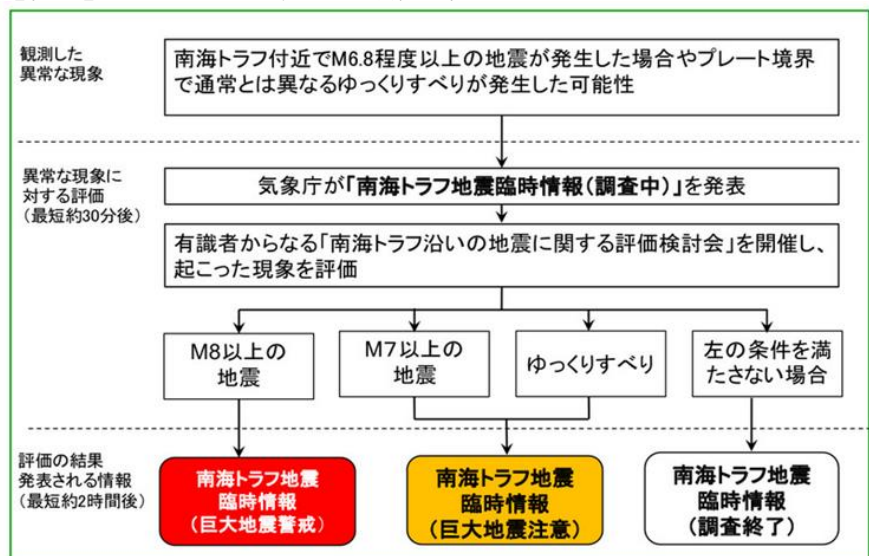 観測した
異常な現象
南海トラフ付近でM6.8程度以上の地震が発生した場合やプレート境界
で通常とは異なるゆっくりすべりが発生した可能性
異常な現象に
対する評価
(最短約30分後)
気象庁が「南海トラフ地震臨時情報(調査中)」を発表
有識者からなる「南海トラフ沿いの地震に関する評価検討会」を開催し、
起こった現象を評価
M8以上の
地震
M7以上の
地震
ゆっくりすべり
左の条件を満
たさない場合
評価の結果
発表される情報
(最短約2時間後)
南海トラフ地震
臨時情報
(巨大地震警戒)
南海トラフ地震
臨時情報
(巨大地震注意)
南海トラフ地震
臨時情報
(調査終了)